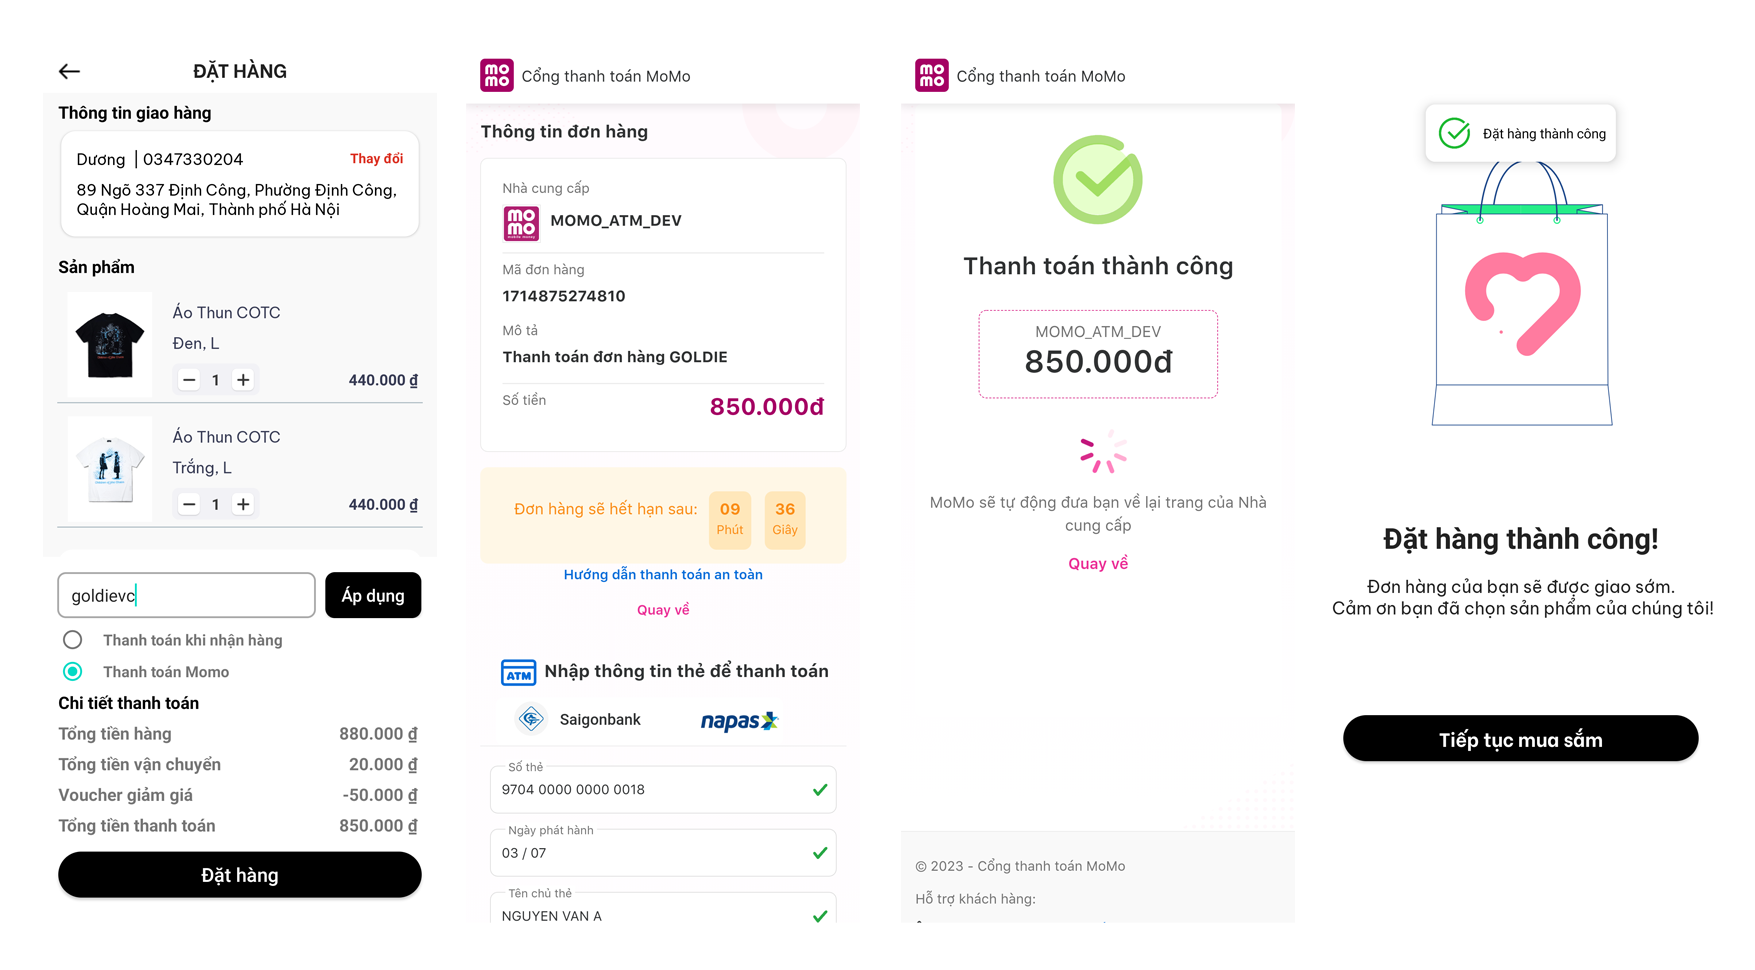 ĐẶT HÀNG
Thông tin giao hàng
Dương | 0347330204
Thay đổi
89 Ngõ 337 Định Công, Phường Định Công,
Quận Hoàng Mai, Thành phố Hà Nội
Sản phẩm
Áo Thun COTC
Đen, L
1
440.000 ₫
Áo Thun COTC
Trắng, L
1
440.000 ₫
goldievc
Áp dụng
Thanh toán khi nhận hàng
Thanh toán Momo
Chi tiết thanh toán
Tổng tiền hàng 880.000 ₫
Tổng tiền vận chuyển 20.000 ₫
Voucher giảm giá -50.000 ₫
Tổng tiền thanh toán 850.000 ₫
Đặt hàng
mo
mo
Cổng thanh toán MoMo
Thông tin đơn hàng
Nhà cung cấp
mo
mo
MOMO_ATM_DEV
Mã đơn hàng
1714875274810
Mô tả
Thanh toán đơn hàng GOLDIE
Số tiền
850.000đ
Đơn hàng sẽ hết hạn sau:
09
Phút
36
Giây
Hướng dẫn thanh toán an toàn
Quay về
ATM
Nhập thông tin thẻ để thanh toán
Saigonbank
napas
Số thẻ
9704 0000 0000 0018
Ngày phát hành
03 / 07
Tên chủ thẻ
NGUYEN VAN A
mo
mo
Cổng thanh toán MoMo
Thanh toán thành công
MOMO_ATM_DEV
850.000đ
MoMo sẽ tự động đưa bạn về lại trang của Nhà
cung cấp
Quay về
© 2023 - Cổng thanh toán MoMo
Hỗ trợ khách hàng:
Đặt hàng thành công
Đặt hàng thành công!
Đơn hàng của bạn sẽ được giao sớm.
Cảm ơn bạn đã chọn sản phẩm của chúng tôi!
Tiếp tục mua sắm